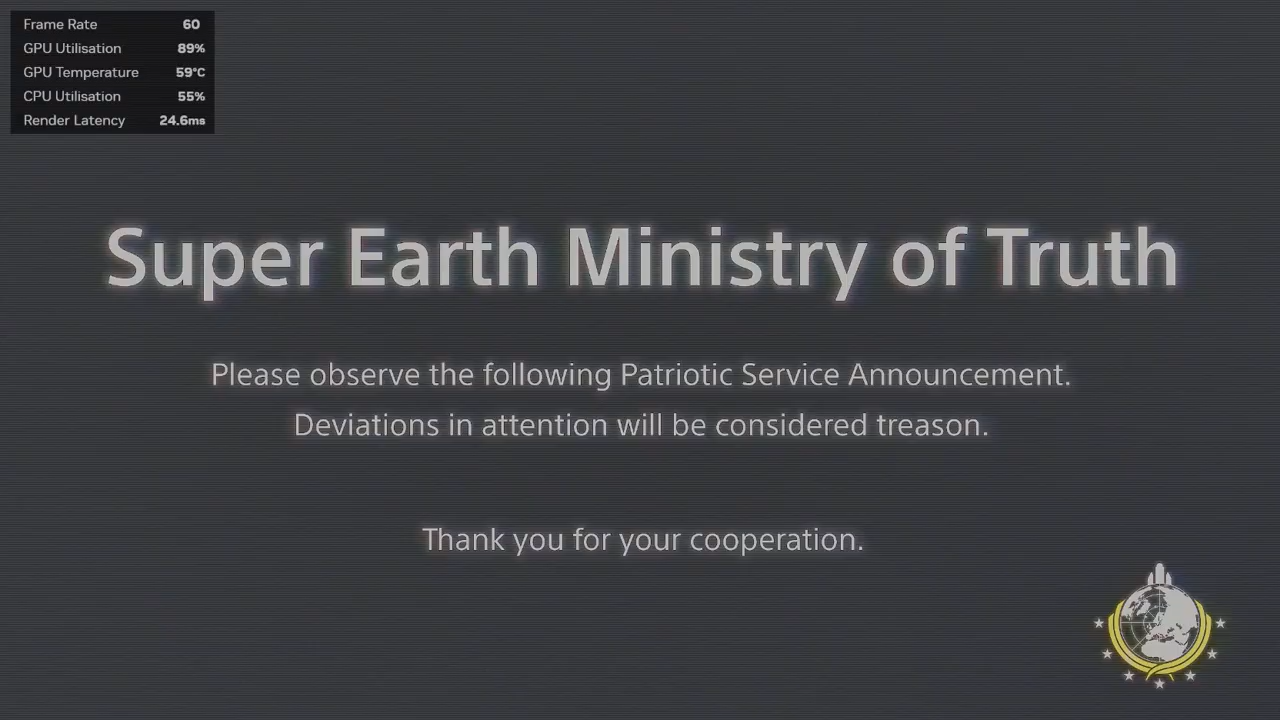 Frame Rate 60
GPU Utilisation 89%
GPU Temperature 59°C
CPU Utilisation 55%
Render Latency 24.6ms
Super Earth Ministry of Truth
Please observe the following Patriotic Service Announcement.
Deviations in attention will be considered treason.
Thank you for your cooperation.